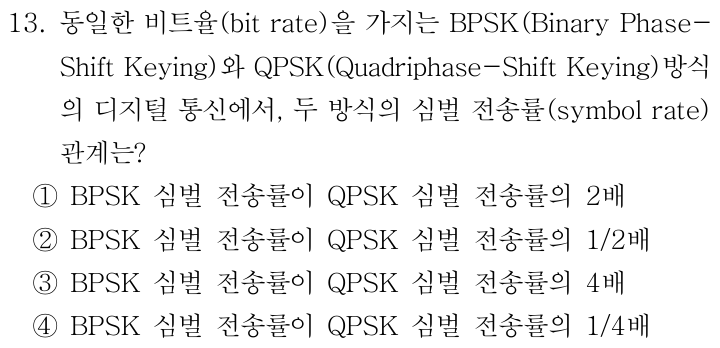 13. 동일한 비트율(bit rate)을 가지는 BPSK(Binary Phase-
Shift Keying)와 QPSK(Quadriphase-Shift Keying)방식
의 디지털 통신에서, 두 방식의 심벌 전송률(symbol rate)
관계는?
① BPSK 심벌 전송률이 QPSK 심벌 전송률의 2배
② BPSK 심벌 전송률이 QPSK 심벌 전송률의 1/2배
③ BPSK 심벌 전송률이 QPSK 심벌 전송률의 4배
④ BPSK 심벌 전송률이 QPSK 심벌 전송률의 1/4배